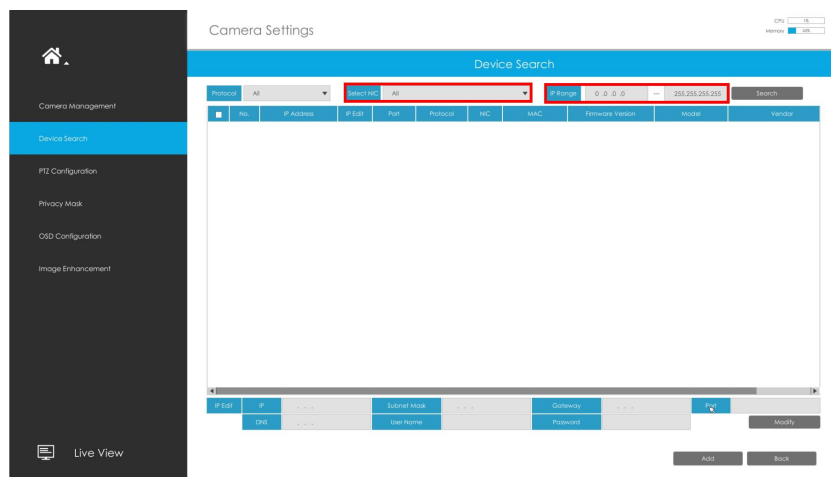 Camera Settings
CPU 1%
Memory
Device Search
Protocol All Select NIC All IP Range 0 .0 .0 .0 — 255.255.255.255 Search
No. IP Address IP Edit Port Protocol NIC MAC Firmware Version Model Vendor
Camera Management
Device Search
PTZ Configuration
Privacy Mask
OSD Configuration
Image Enhancement
Live View
IP Edit IP . . . Subnet Mask . . . Gateway . . . Port
DNS . . . User Name Password Modify
Add Back